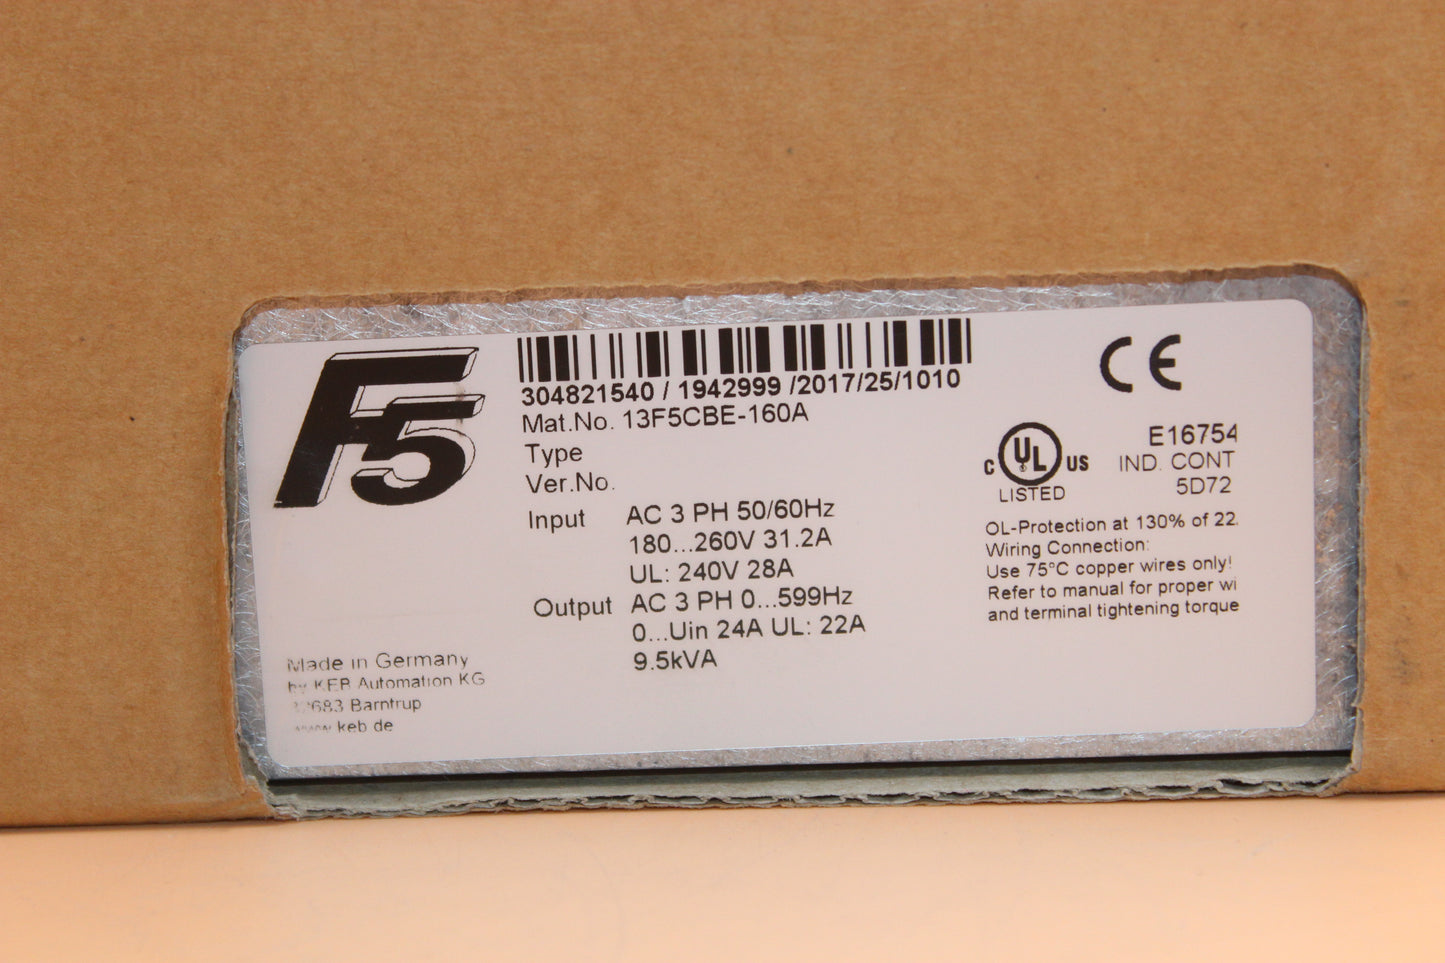 F5
304821540 / 1942999 /2017/25/1010
Mat.No. 13F5CBE-160A
Type
Ver.No.
Input AC 3 PH 50/60Hz
180...260V 31.2A
UL: 240V 28A
Output AC 3 PH 0...599Hz
0...Uin 24A UL: 22A
9.5kVA
Made in Germany
by KEB Automation KG
32683 Barntrup
www.keb.de
CE
C UL US
LISTED
E16754
IND. CONT
5D72
OL-Protection at 130% of 22.
Wiring Connection:
Use 75°C copper wires only!
Refer to manual for proper wi
and terminal tightening torque